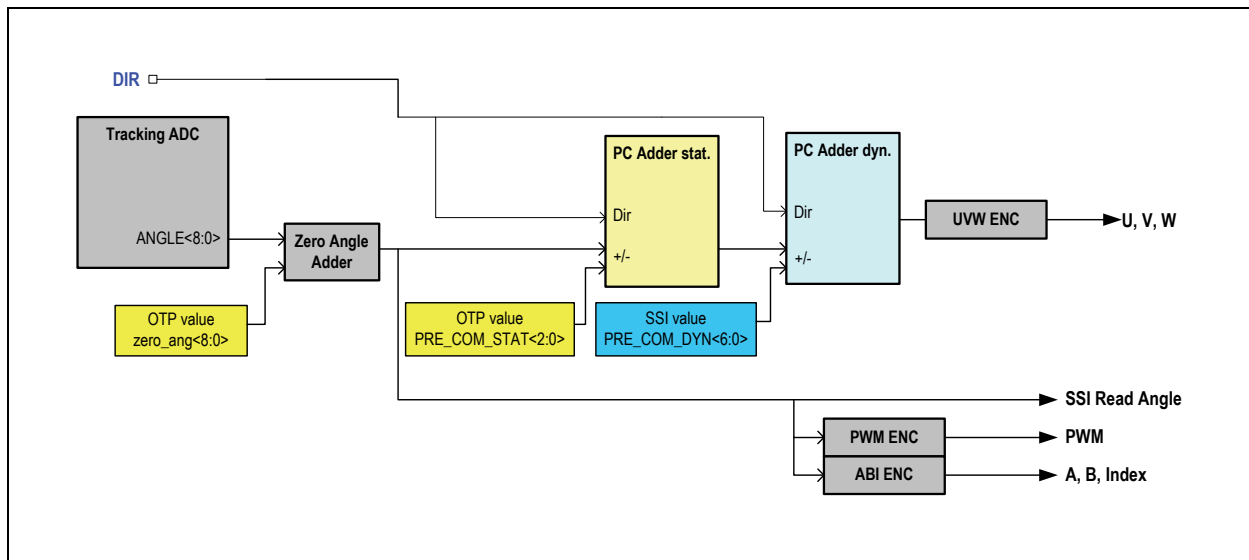 DIR
Tracking ADC
ANGLE<8:0>
Zero Angle
Adder
OTP value
zero_ang<8:0>
PC Adder stat.
Dir
+/-
OTP value
PRE_COM_STAT<2:0>
PC Adder dyn.
Dir
+/-
SSI value
PRE_COM_DYN<6:0>
UVW ENC
U, V, W
SSI Read Angle
PWM ENC
PWM
ABI ENC
A, B, Index